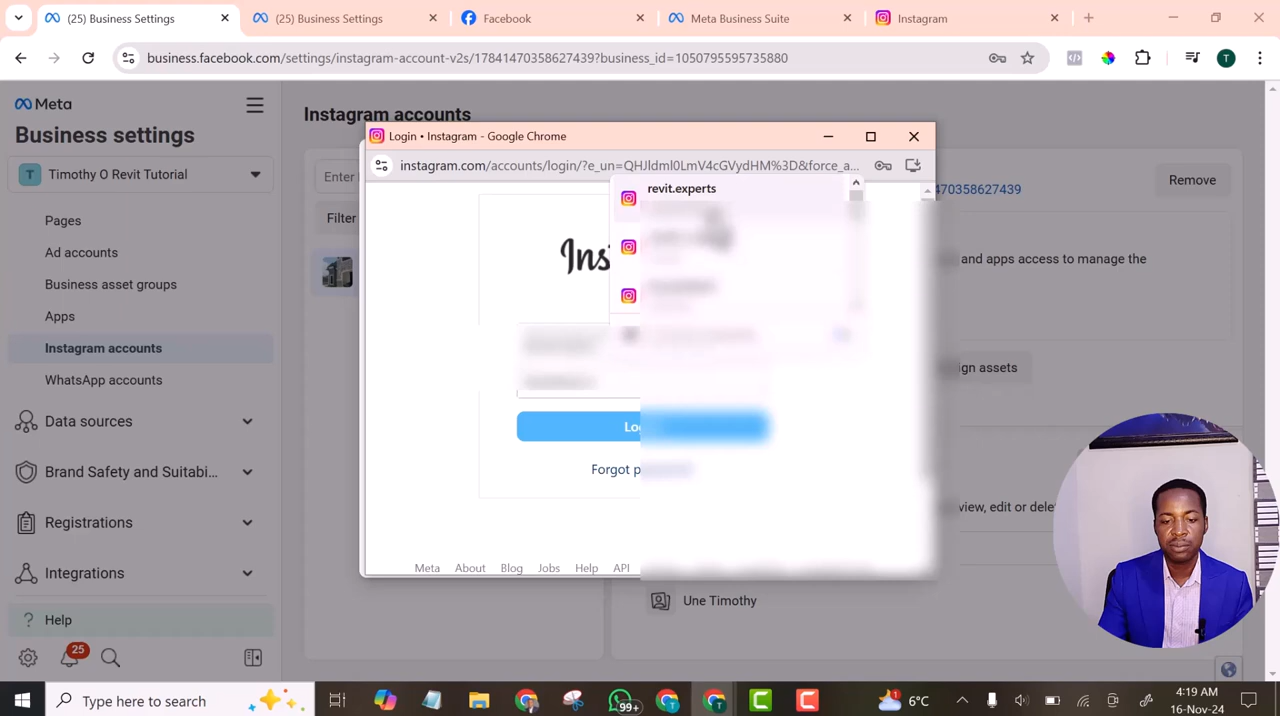 (25) Business Settings
(25) Business Settings
Facebook
Meta Business Suite
Instagram
business.facebook.com/settings/instagram-account-v2s/17841470358627439?business_id=1050795595735880
T
Meta
Business settings
T Timothy O Revit Tutorial
Pages
Ad accounts
Business asset groups
Apps
Instagram accounts
WhatsApp accounts
Data sources
Brand Safety and Suitabi...
Registrations
Integrations
Help
25
Instagram accounts
Filter
470358627439
Remove
and apps access to manage the
view, edit or dele
Une Timothy
Login • Instagram - Google Chrome
instagram.com/accounts/login/?e_un=QHJldml0LmV4cGVydHM%3D&force_a...
revit.experts
Forgot p
Meta About Blog Jobs Help API
Type here to search
99+
6°C
4:19 AM
16-Nov-24